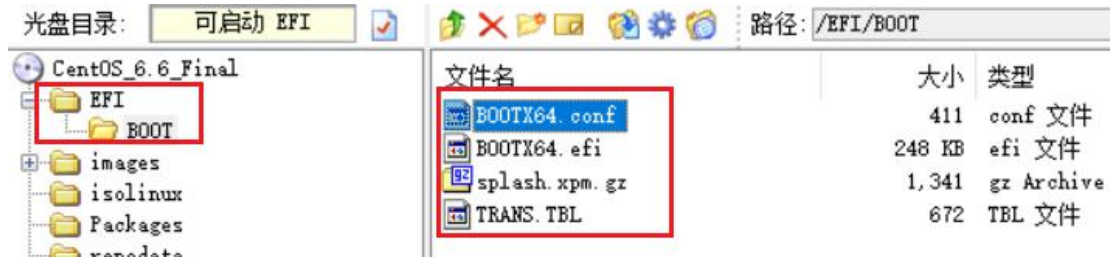 光盘目录: 可启动 EFI 路径: /EFI/BOOT
CentOS_6.6_Final
EFI
BOOT
images
isolinux
Packages
repodata
文件名 大小 类型
BOOTX64.conf 411 conf 文件
BOOTX64.efi 248 KB efi 文件
splash.xpm.gz 1,341 gz Archive
TRANS.TBL 672 TBL 文件